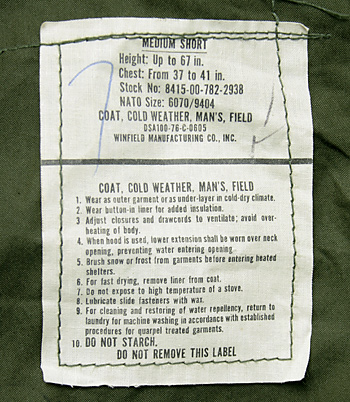 MEDIUM SHORT
Height: Up to 67 in.
Chest: From 37 to 41 in.
Stock No: 8415-00-782-2938
NATO Size: 6070/9404
COAT, COLD WEATHER, MAN'S, FIELD
DSA100-76-C-0605
WINFIELD MANUFACTURING CO., INC.
COAT, COLD WEATHER, MAN'S, FIELD
1. Wear as outer garment or as under-layer in cold-dry climate.
2. Wear button-in liner for added insulation.
3 Adjust closures and drawcords to ventilate; avoid over-
heating of body.
4. When hood is used, lower extension shall be worn over neck
opening, preventing water entering opening.
5. Brush snow or frost from garments before entering heated
shelters.
6. For fast drying, remove liner from coat.
7. Do not expose to high temperature of a stove.
8. Lubricate slide fasteners with wax.
9. For cleaning and restoring of water repellency, return to
laundry for machine washing in accordance with established
procedures for quarpel treated garments.
10. DO NOT STARCH.
DO NOT REMOVE THIS LABEL